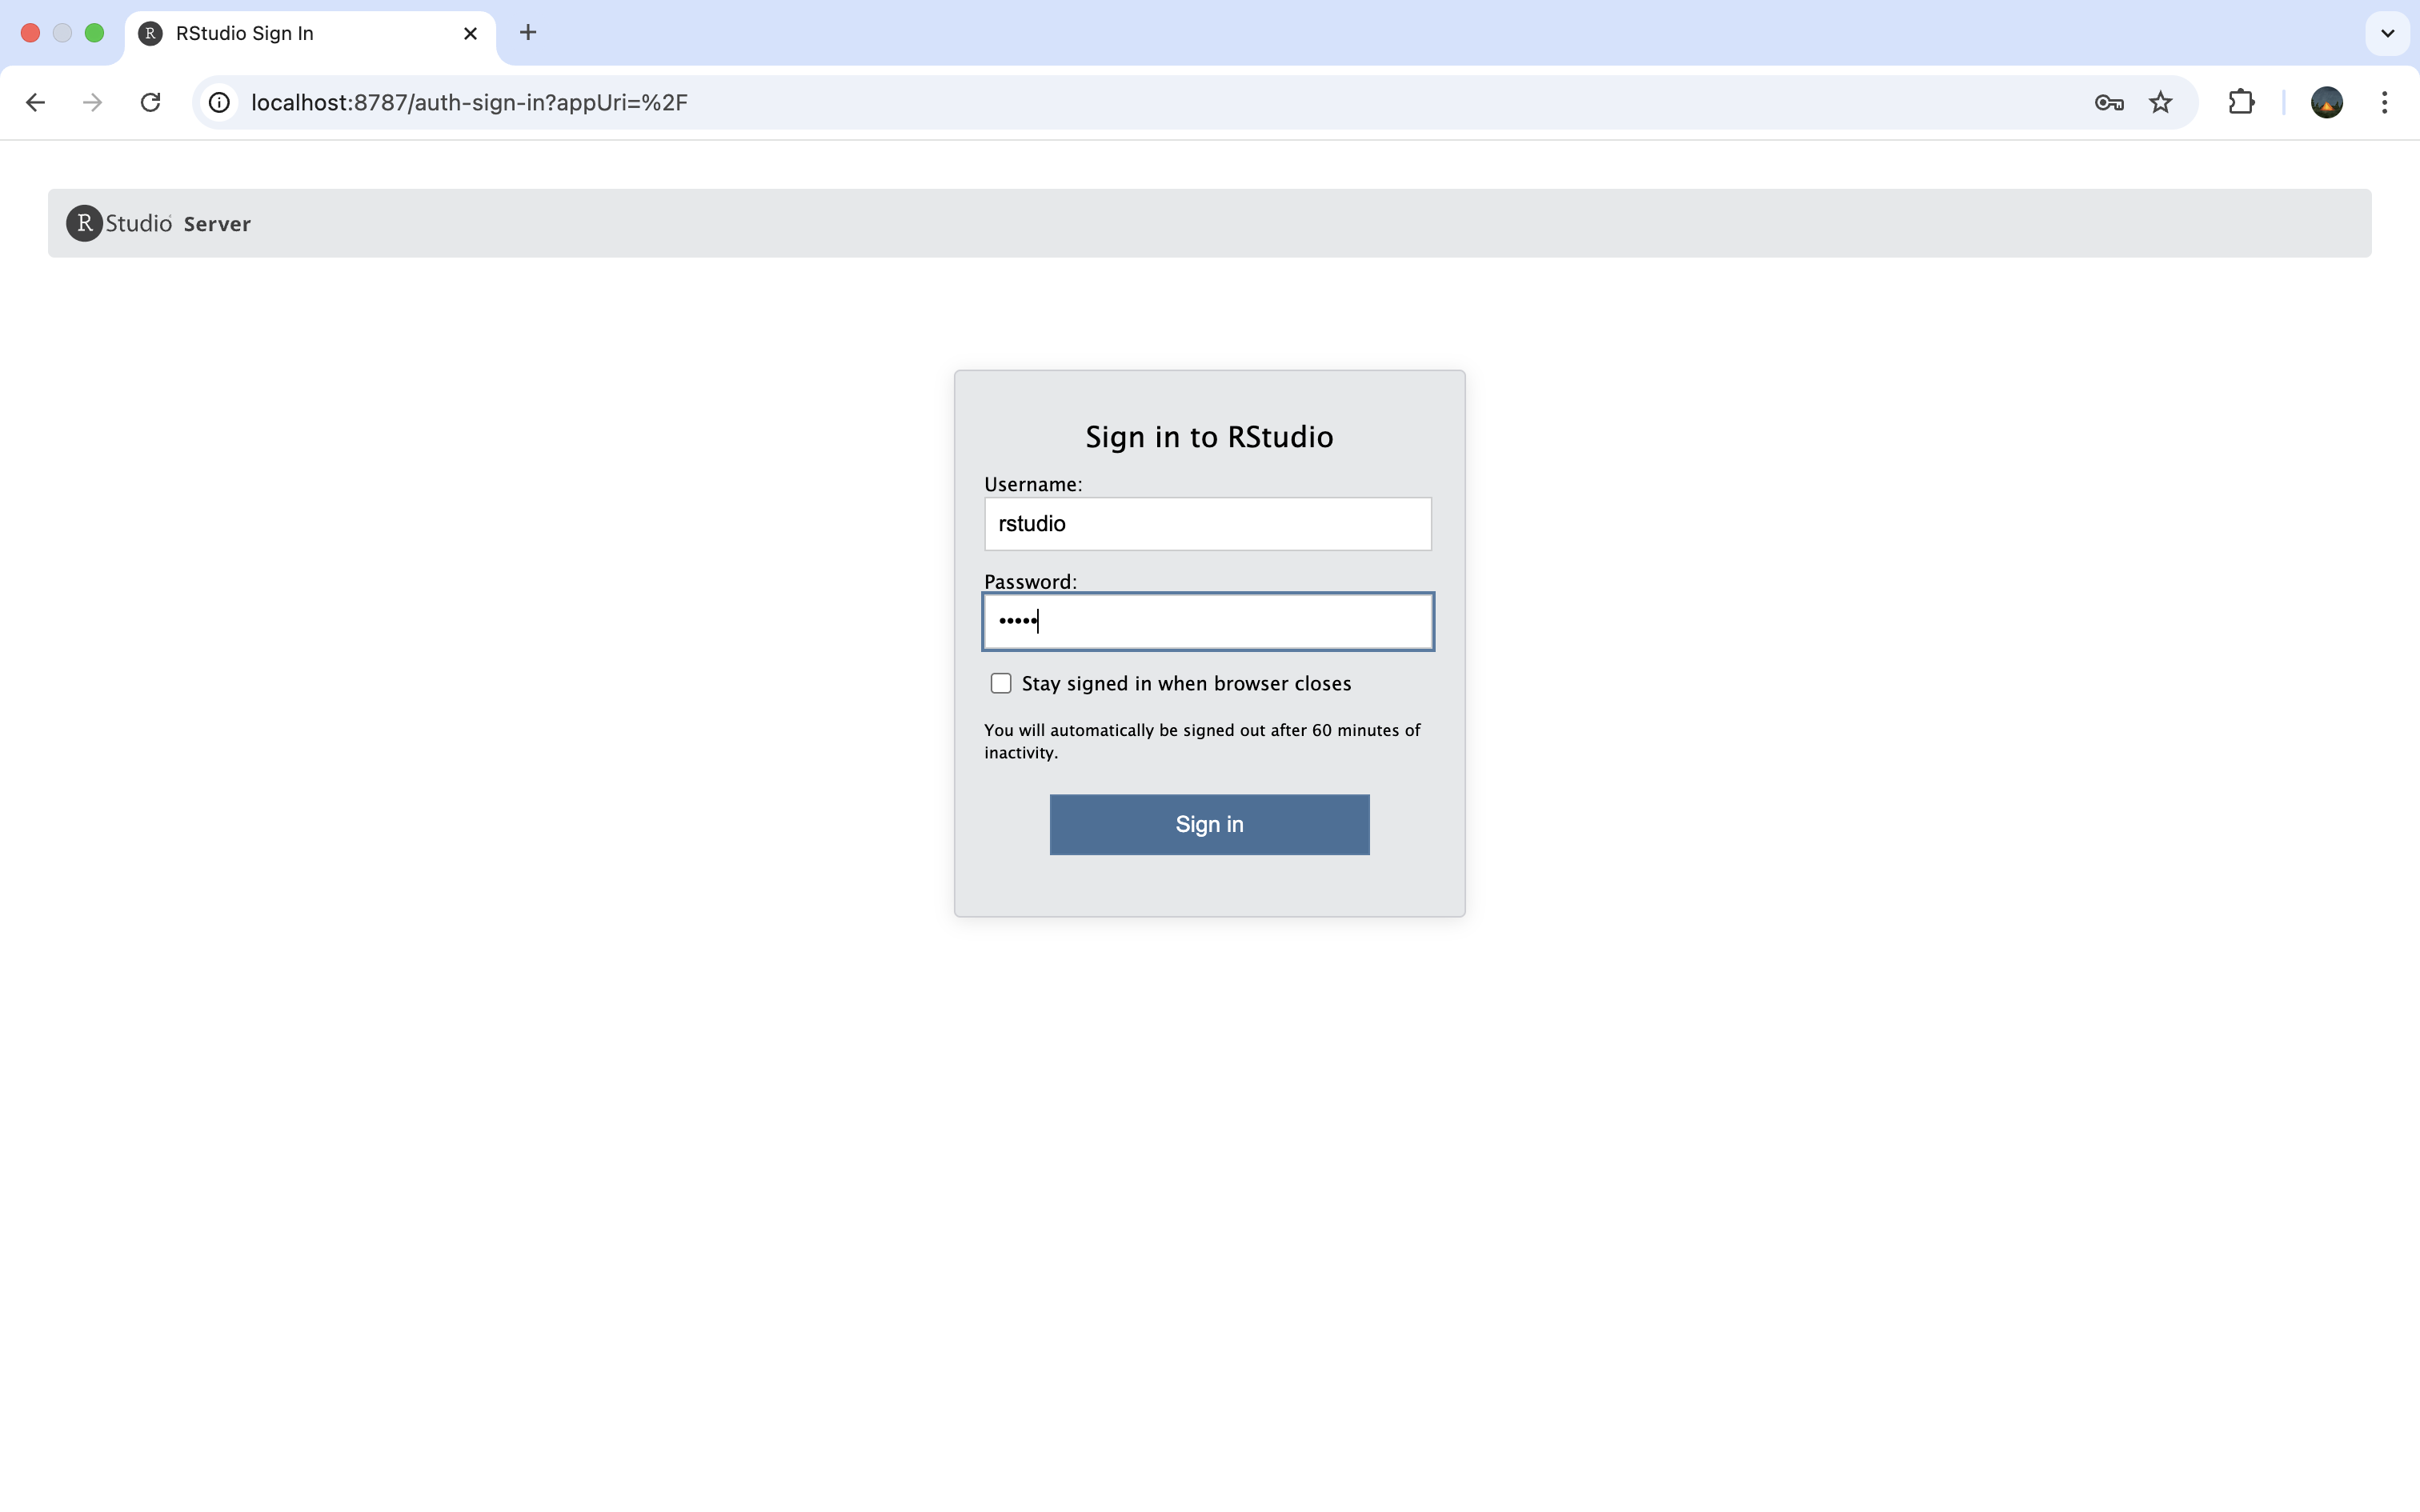 RStudio Sign In
localhost:8787/auth-sign-in?appUri=%2F
R Studio Server
Sign in to RStudio
Username:
rstudio
Password:
•••••
Stay signed in when browser closes
You will automatically be signed out after 60 minutes of
inactivity.
Sign in